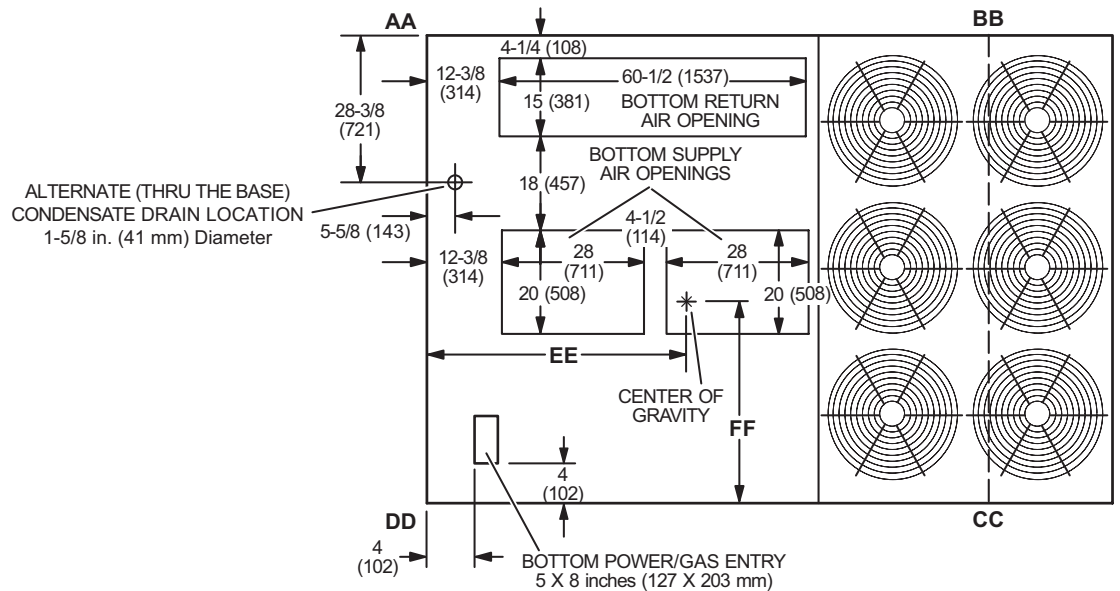 AA
BB
4-1/4 (108)
12-3/8
(314)
60-1/2 (1537)
28-3/8
(721)
15 (381)
BOTTOM RETURN
AIR OPENING
BOTTOM SUPPLY
AIR OPENINGS
18 (457)
ALTERNATE (THRU THE BASE)
CONDENSATE DRAIN LOCATION
1-5/8 in. (41 mm) Diameter
5-5/8 (143)
4-1/2
(114)
12-3/8
(314)
28
(711)
28
(711)
20 (508)
20 (508)
EE
CENTER OF
GRAVITY
FF
4
(102)
DD
CC
4
(102)
BOTTOM POWER/GAS ENTRY
5 X 8 inches (127 X 203 mm)